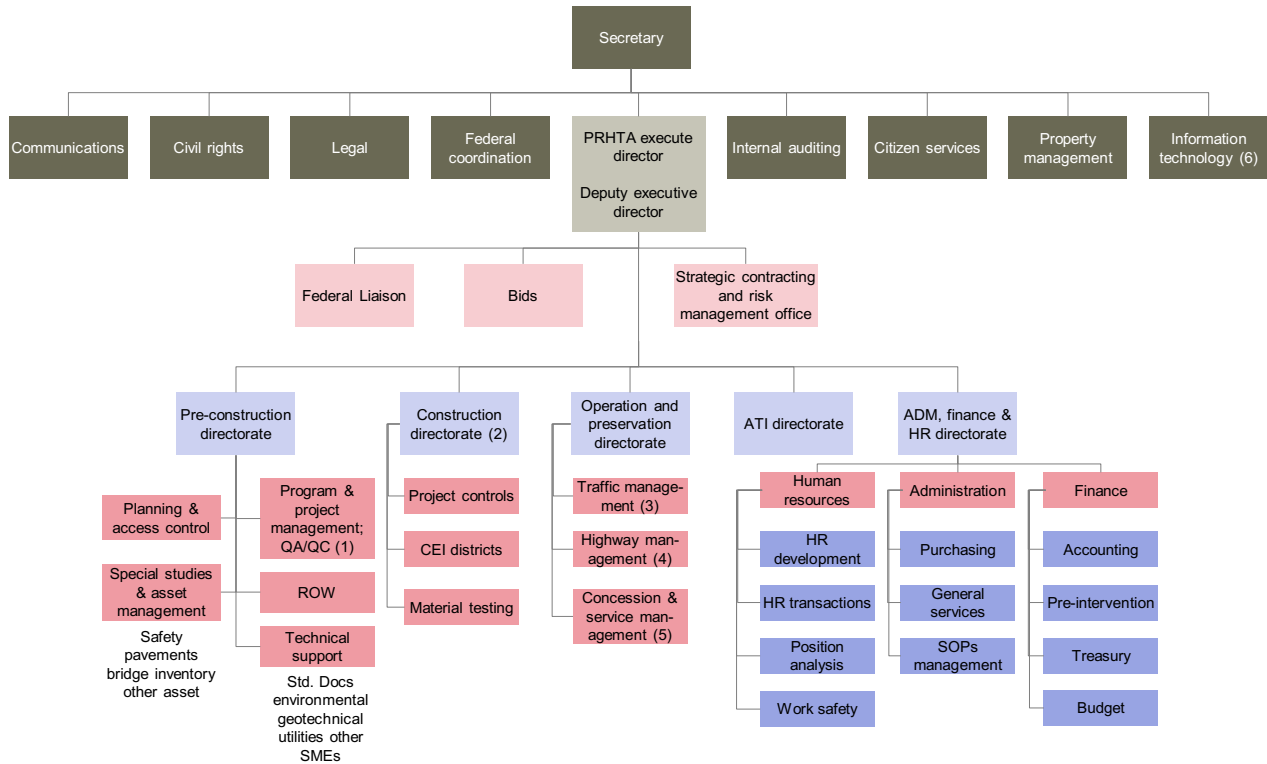 Secretary
Communications
Civil rights
Legal
Federal
coordination
PRHTA execute
director
Deputy executive
director
Internal auditing
Citizen services
Property
management
Information
technology (6)
Federal Liaison
Bids
Strategic contracting
and risk
management office
Pre-construction
directorate
Construction
directorate (2)
Operation and
preservation
directorate
ATI directorate
ADM, finance &
HR directorate
Planning &
access control
Special studies
& asset
management
Safety
pavements
bridge inventory
other asset
Program &
project
management;
QA/QC (1)
ROW
Technical
support
Std. Docs
environmental
geotechnical
utilities other
SMEs
Project controls
CEI districts
Material testing
Traffic manage-
ment (3)
Highway man-
agement (4)
Concession &
service man-
agement (5)
Human
resources
HR
development
HR transactions
Position
analysis
Work safety
Administration
Purchasing
General
services
SOPs
management
Finance
Accounting
Pre-intervention
Treasury
Budget